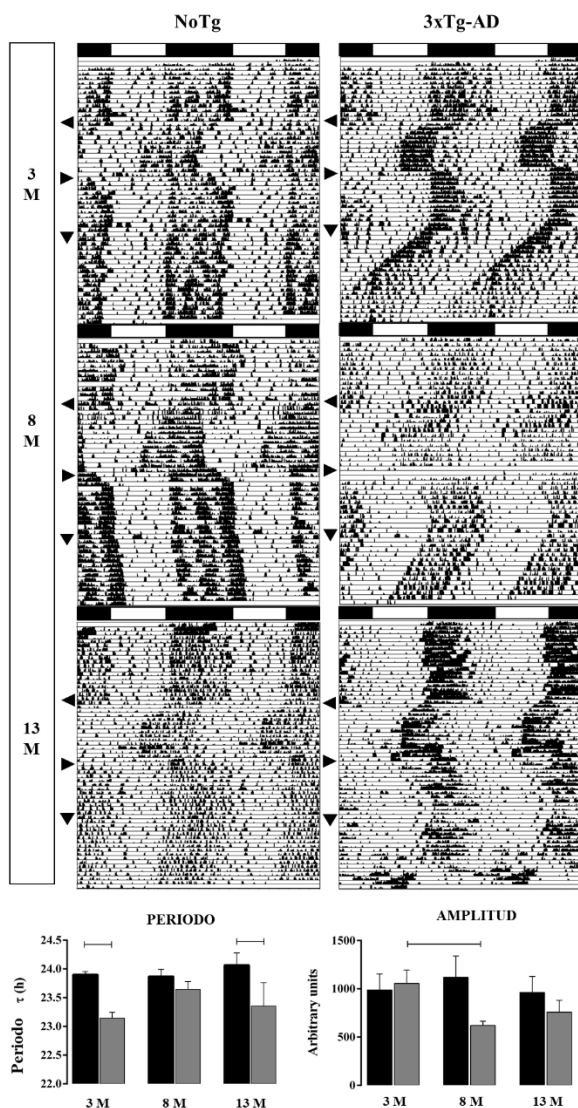 NoTg 3xTg-AD
3
M
8
M
13
M
PERIODO
24.5
24.0
23.5
23.0
22.5
22.0
Periodo τ (h)
3 M 8 M 13 M
AMPLITUD
1500
1000
500
0
Arbitrary units
3 M 8 M 13 M